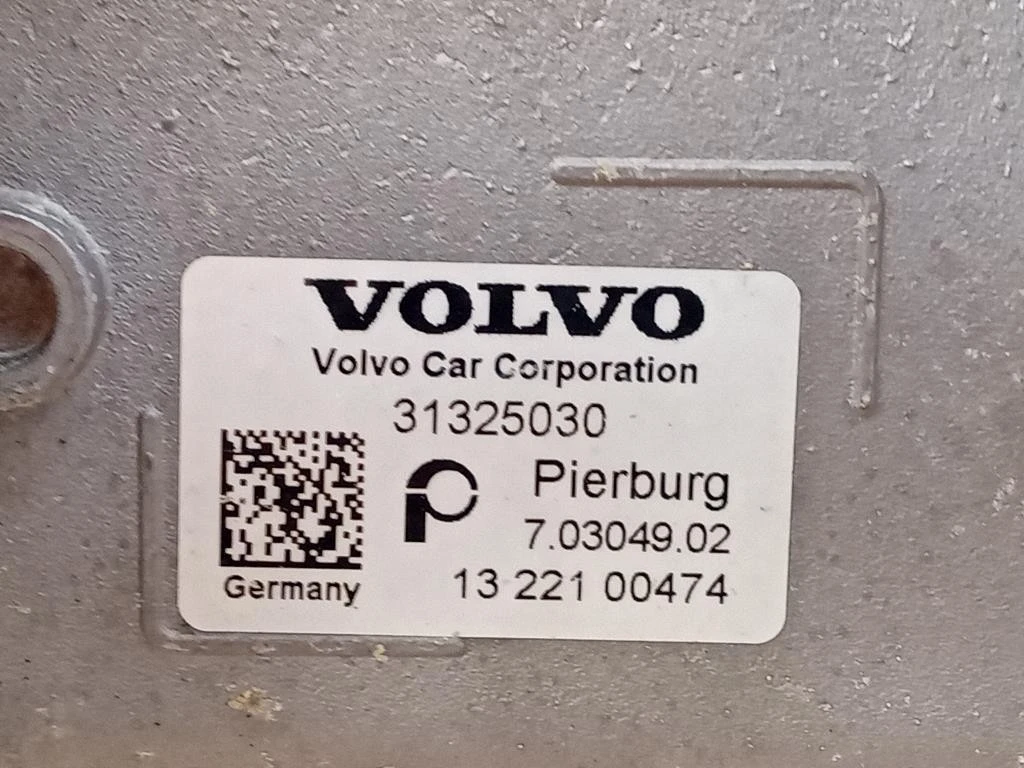 VOLVO
Volvo Car Corporation
31325030
Pierburg
7.03049.02
Germany
13 221 00474